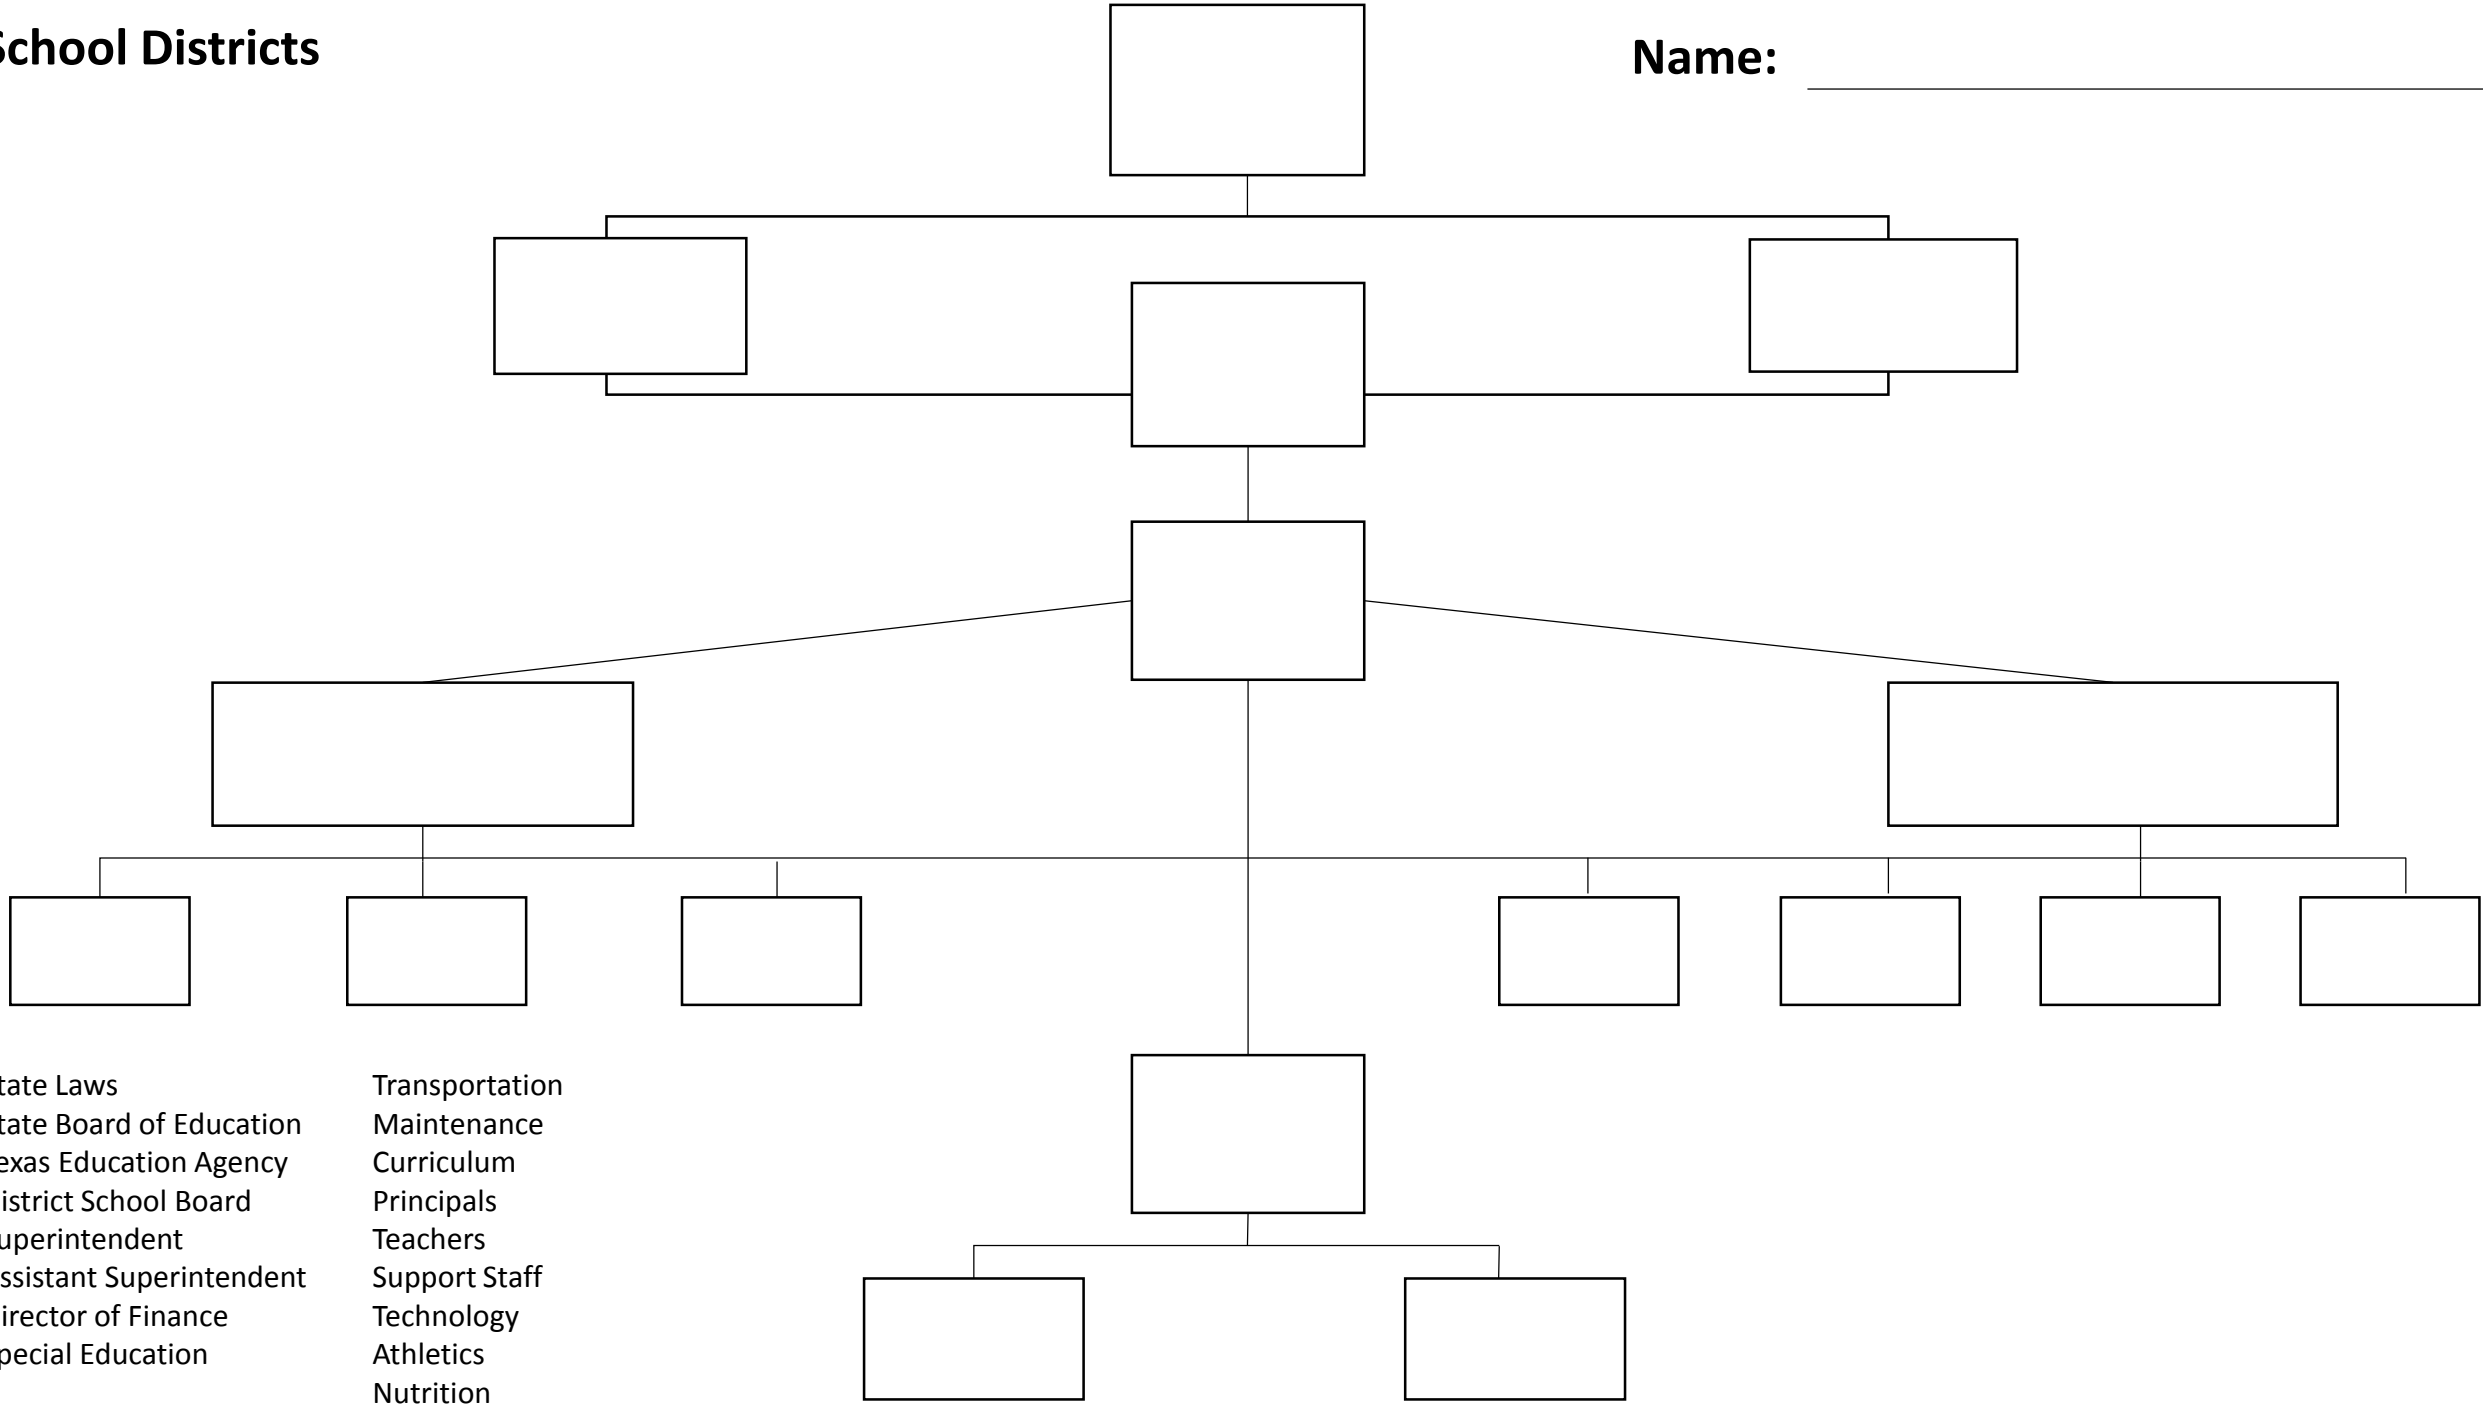 School Districts
Name:
tate Laws
tate Board of Education
exas Education Agency
istrict School Board
uperintendent
ssistant Superintendent
irector of Finance
pecial Education
Transportation
Maintenance
Curriculum
Principals
Teachers
Support Staff
Technology
Athletics
Nutrition